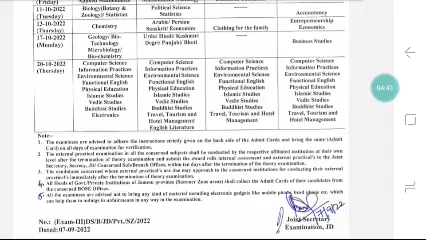 (Friday)
11-10-2022 Biology (Botany & Political Science ------ Accountancy
(Tuesday) Zoology)/ Statistics Statistics
13-10-2022 Chemistry Arabic/ Persian Clothing for the family Entrepreneurship
(Thursday) Sanskrit/ Economics Economics
17-10-2022 Geology/ Bio- Urdu/ Hindi/ Kashmiri ------ Business Studies
(Monday) Technology Dogri/ Punjabi/ Bhoti
Microbiology/
Bio-chemistry
20-10-2022 Computer Science Computer Science Computer Science Computer Science
(Thursday) Information Practices Information Practices Information Practices Information Practices
Environmental Science Environmental Science Environmental Science Environmental Science
Functional English Functional English Functional English Functional English
Physical Education Physical Education Physical Education Physical Education
Islamic Studies Islamic Studies Islamic Studies Islamic Studies
Vedic Studies Vedic Studies Vedic Studies Vedic Studies
Buddhist Studies Buddhist Studies Buddhist Studies Buddhist Studies
Electronics Travel, Tourism and Travel, Tourism and Hotel Travel, Tourism and Hotel
Hotel Management Management Management
English Literature
Note:-
1. The examinees are advised to adhere the instructions strictly given on the back side of the Admit Cards and bring the same (Admit
Card) on all days of examination for verification.
2. The external practical examination in all the concerned subjects shall be conducted by the respective affiliated institution at their own
level after the termination of theory examination and submit the award rolls internal assessment and external practical's to the Joint
Secretary, Secrecy, JD/ Concerned Sub/Branch Offices, within ten days after the termination of the theory examination.
3. The candidates whose external practical's are due may approach to the concerned institutions for conducting their external
practical's immediately after the termination of theory examination.
4. All Heads of Govt./Private Institutions of Jammu province (Summer Zone areas) shall collect the Admit Cards of their candidates from
the concerned BOSE Offices.
5. All the examinees are advised not to bring any kind of material including electronic gadgets like mobile phone, head phone etc. which
can help them to indulge in unfairmeans in any way in the examination.
No.: (Exam-III)DS/B/JD/Pvt./SZ/2022
Dated:07-09-2022
Joint Secretary
Examination, JD
7/9/22
04:43